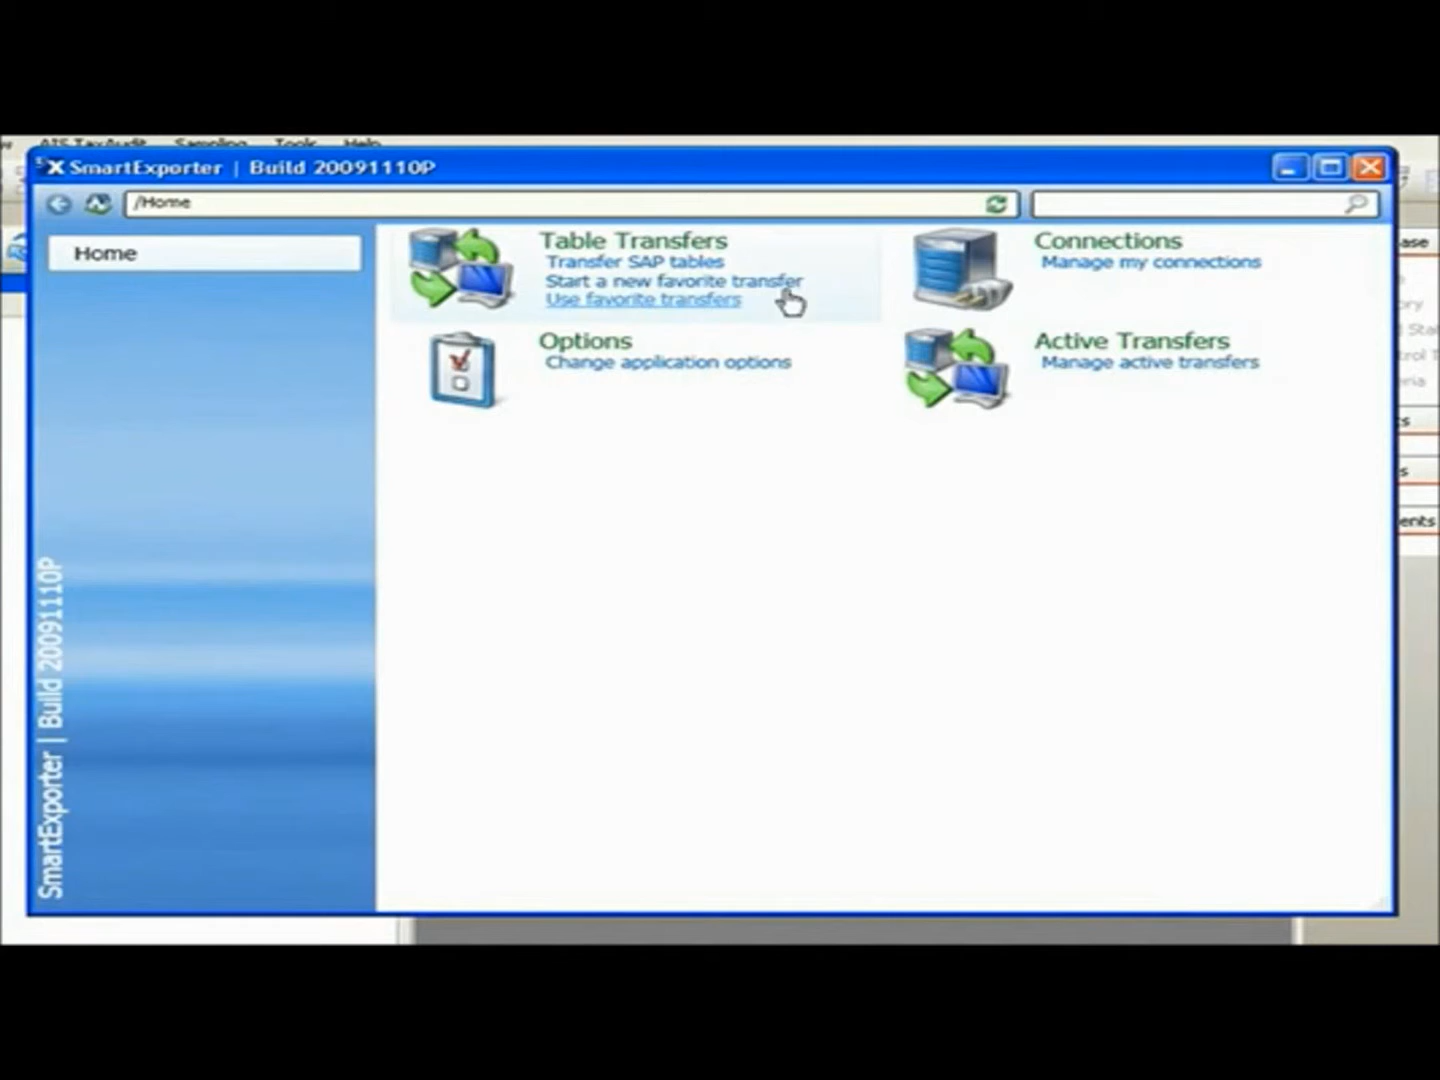 AIS TaxAudit Sampling Tools Help
SmartExporter | Build 20091110P
/Home
Home
Table Transfers
Transfer SAP tables
Start a new favorite transfer
Use favorite transfers
Connections
Manage my connections
Options
Change application options
Active Transfers
Manage active transfers
SmartExporter | Build 20091110P